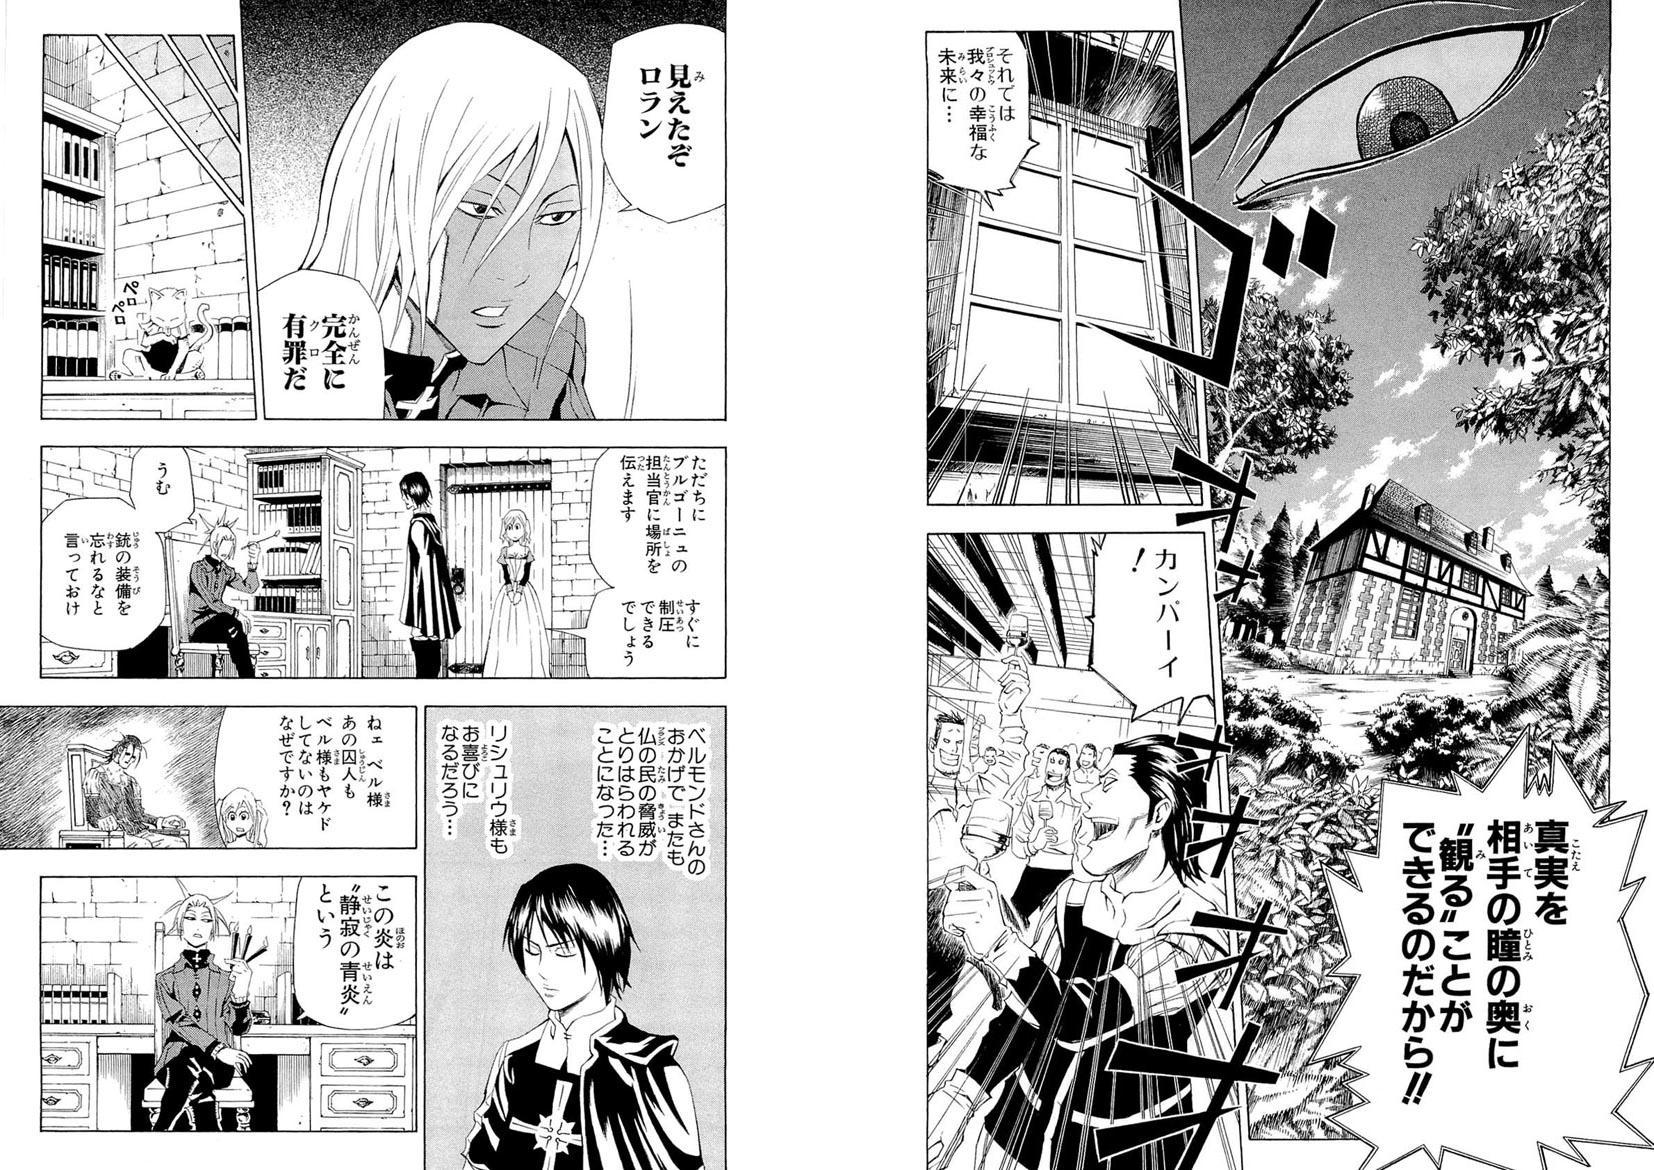 真実を
相手の瞳の奥に
“観る”ことが
できるのだから!!
ズキュウ
それでは
我々の幸福な
未来に…
カンパーイ
!
見えたぞ
ロラン
完全に
有罪だ
ペロペロ
ただちに
ブルゴーニュの
担当官に場所を
伝えます
すぐに
制圧
できる
でしょう
うむ
銃の装備を
忘れるなと
言っておけ
ベルモンドさんの
おかげで またも
仏の民の脅威が
とりはらわれる
ことになった…
リシュリウ様も
お喜びに
なるだろう…
ねェ ベル様
あの囚人も
ベル様もヤケド
してないのは
なぜですか?
この炎は
“静寂の青炎”
という